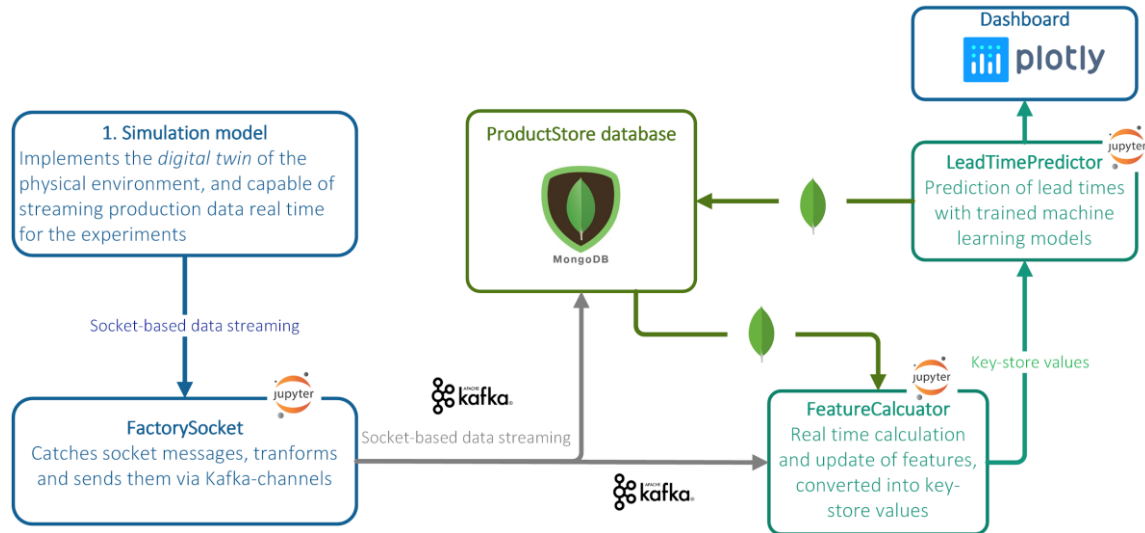 Dashboard
plotly
1. Simulation model
Implements the digital twin of the
physical environment, and capable of
streaming production data real time
for the experiments
ProductStore database
MongoDB
jupyter
LeadTimePredictor
Prediction of lead times
with trained machine
learning models
Socket-based data streaming
Key-store values
jupyter
FactorySocket
Catches socket messages, tranforms
and sends them via Kafka-channels
APACHE
kafka®
Socket-based data streaming
APACHE
kafka®
jupyter
FeatureCalcuator
Real time calculation
and update of features,
converted into key-
store values